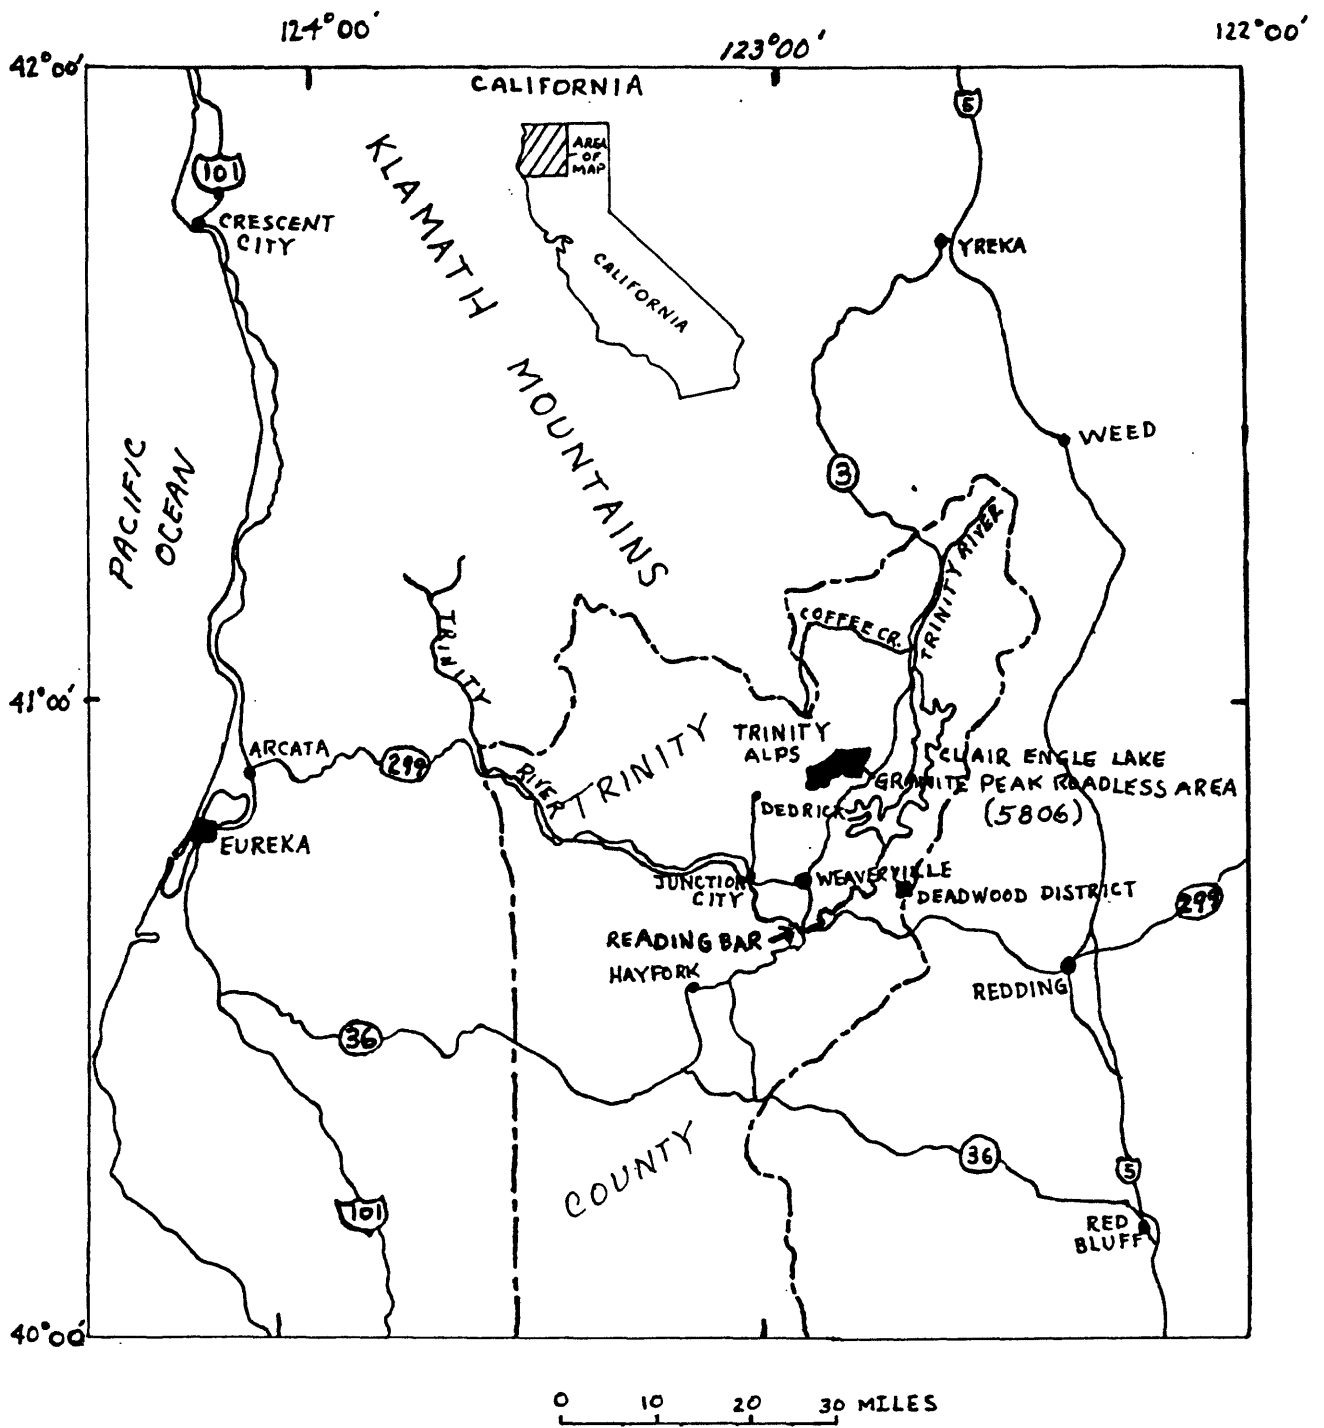 124°00'
123°00'
122°00'
42°00'
CALIFORNIA
5
AREA
OF
MAP
101
KLAMATH MOUNTAINS
CRESCENT
CITY
YREKA
CALIFORNIA
WEED
PACIFIC
OCEAN
3
TRINITY RIVER
COFFEE CR.
TRINITY
RIVER
41°00'
TRINITY
COUNTY
TRINITY
ALPS
ARCATA
299
CLAIR ENGLE LAKE
GRANITE PEAK ROADLESS AREA
(5806)
DEDRICK
EUREKA
JUNCTION
CITY
WEAVERVILLE
DEADWOOD DISTRICT
299
READING BAR
HAYFORK
REDDING
36
36
5
101
RED
BLUFF
40°00'
0 10 20 30 MILES